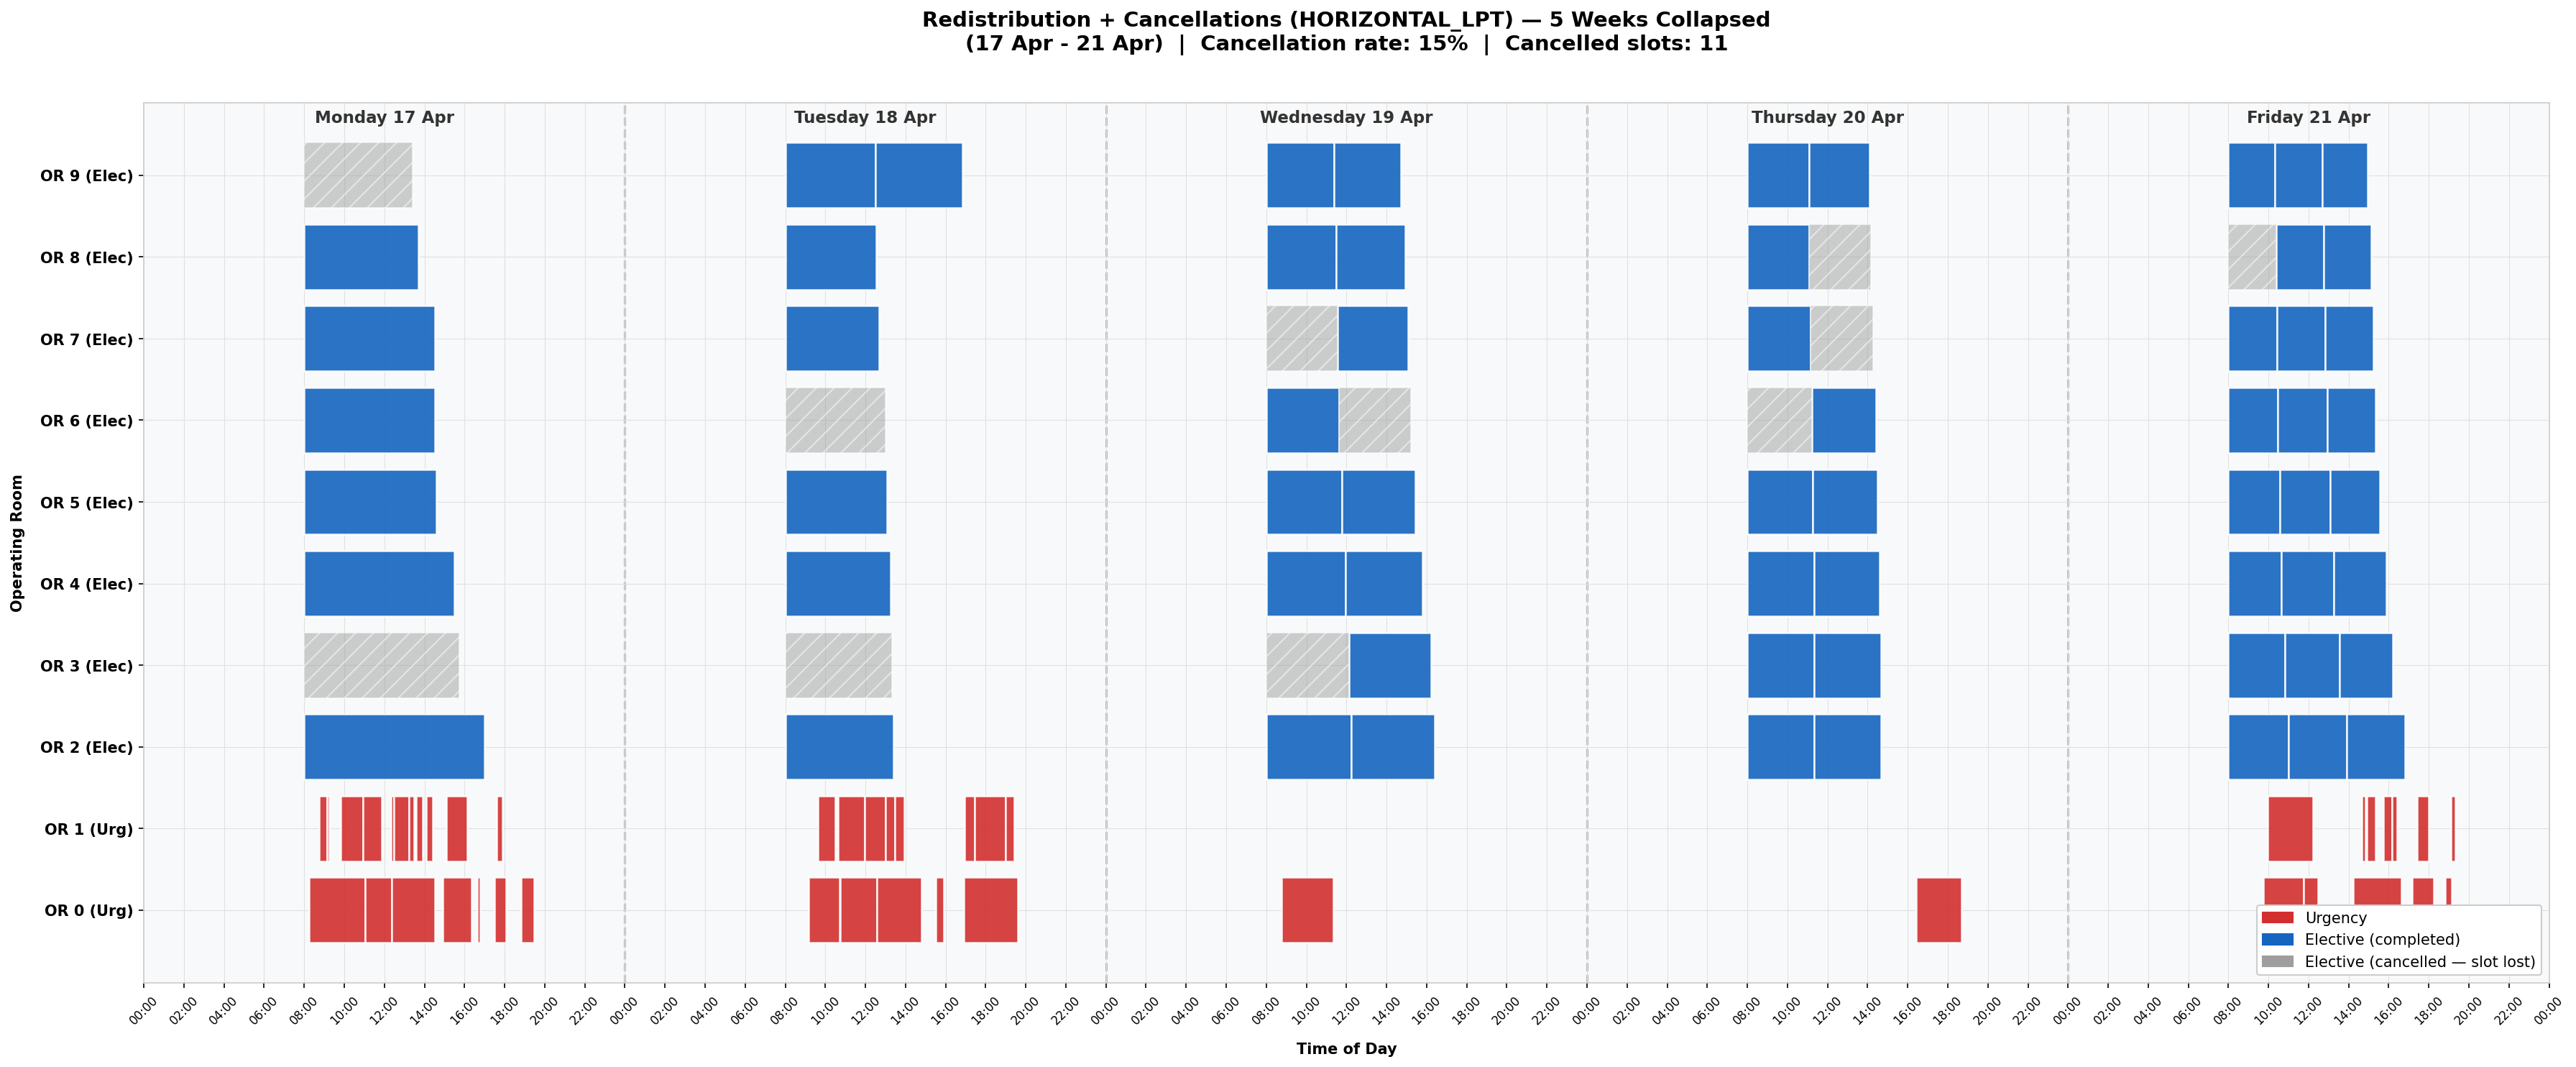 Redistribution + Cancellations (HORIZONTAL_LPT) — 5 Weeks Collapsed
(17 Apr - 21 Apr)  |  Cancellation rate: 15%  |  Cancelled slots: 11
Monday 17 Apr Tuesday 18 Apr Wednesday 19 Apr Thursday 20 Apr Friday 21 Apr
OR 9 (Elec)
OR 8 (Elec)
OR 7 (Elec)
OR 6 (Elec)
OR 5 (Elec)
OR 4 (Elec)
OR 3 (Elec)
OR 2 (Elec)
OR 1 (Urg)
OR 0 (Urg)
Operating Room
Urgency
Elective (completed)
Elective (cancelled — slot lost)
00:00 02:00 04:00 06:00 08:00 10:00 12:00 14:00 16:00 18:00 20:00 22:00 00:00 02:00 04:00 06:00 08:00 10:00 12:00 14:00 16:00 18:00 20:00 22:00 00:00 02:00 04:00 06:00 08:00 10:00 12:00 14:00 16:00 18:00 20:00 22:00 00:00 02:00 04:00 06:00 08:00 10:00 12:00 14:00 16:00 18:00 20:00 22:00 00:00 02:00 04:00 06:00 08:00 10:00 12:00 14:00 16:00 18:00 20:00 22:00 00:00
Time of Day